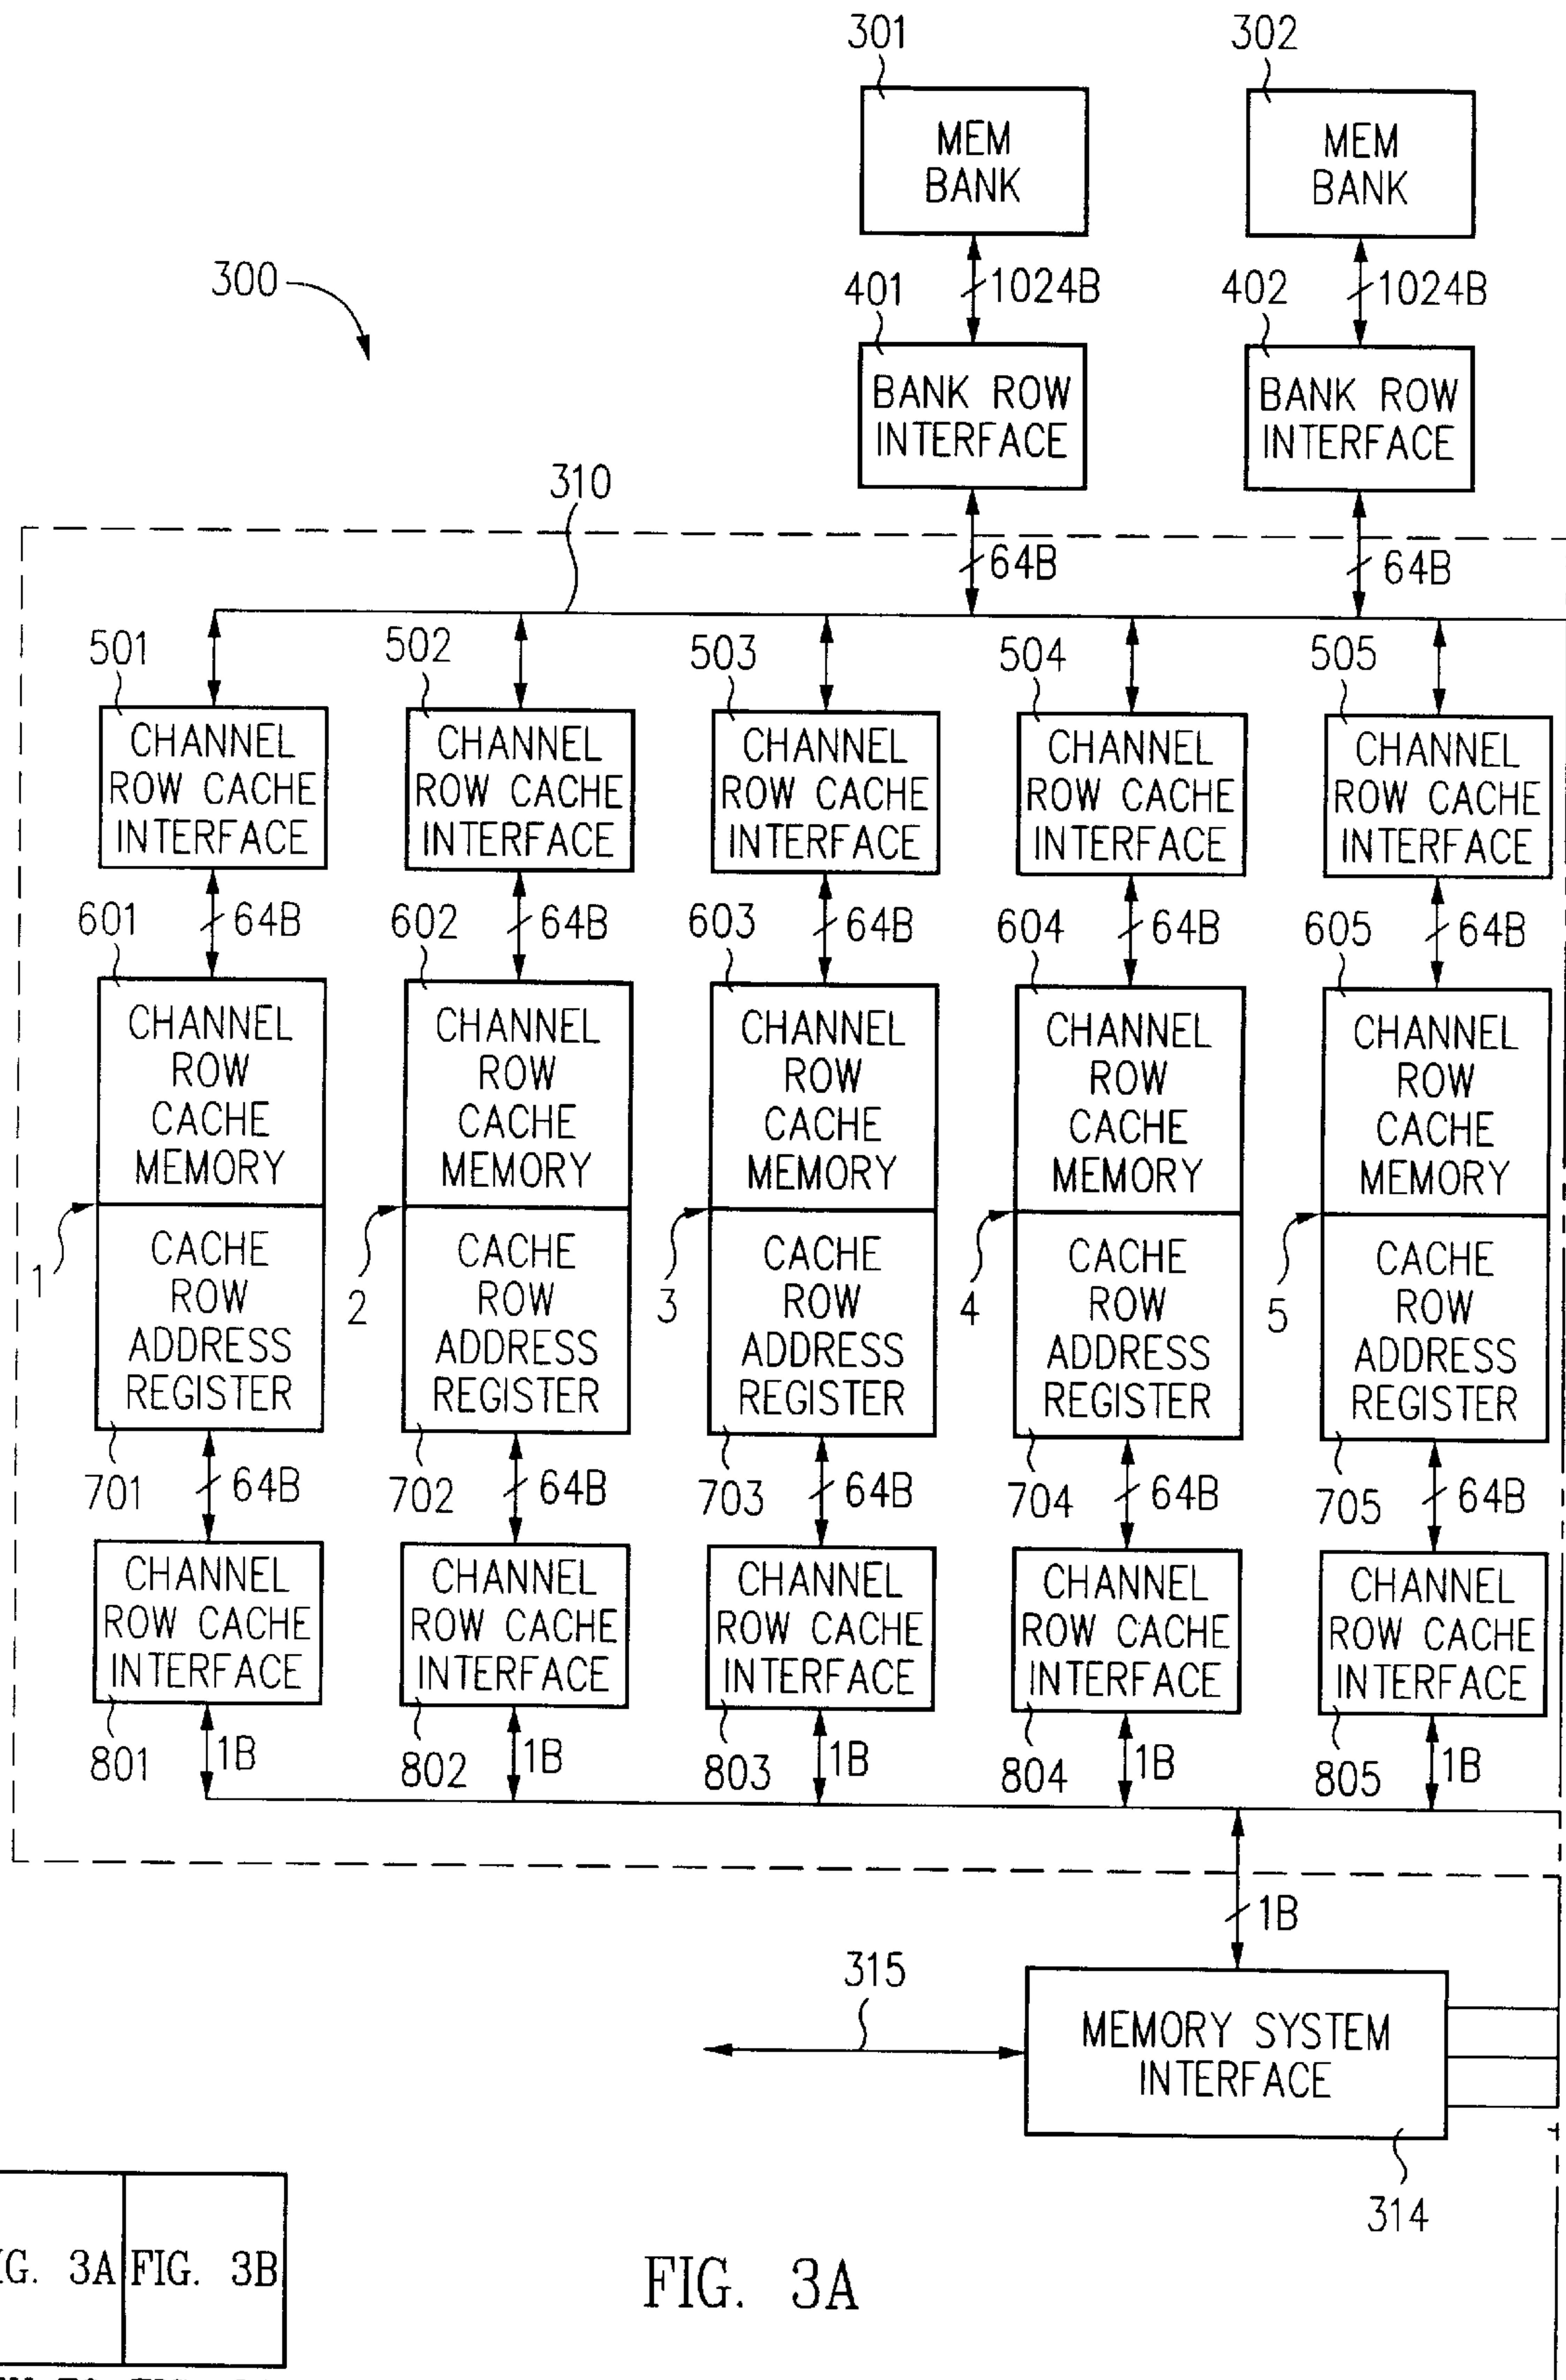 301 302
MEM MEM
BANK BANK
300
401 1024B 402 1024B
BANK ROW BANK ROW
INTERFACE INTERFACE
310
64B 64B
501 502 503 504 505
CHANNEL CHANNEL CHANNEL CHANNEL CHANNEL
ROW CACHE ROW CACHE ROW CACHE ROW CACHE ROW CACHE
INTERFACE INTERFACE INTERFACE INTERFACE INTERFACE
601 64B 602 64B 603 64B 604 64B 605 64B
CHANNEL CHANNEL CHANNEL CHANNEL CHANNEL
ROW ROW ROW ROW ROW
CACHE CACHE CACHE CACHE CACHE
MEMORY MEMORY MEMORY MEMORY MEMORY
1 2 3 4 5
CACHE CACHE CACHE CACHE CACHE
ROW ROW ROW ROW ROW
ADDRESS ADDRESS ADDRESS ADDRESS ADDRESS
REGISTER REGISTER REGISTER REGISTER REGISTER
701 64B 702 64B 703 64B 704 64B 705 64B
CHANNEL CHANNEL CHANNEL CHANNEL CHANNEL
ROW CACHE ROW CACHE ROW CACHE ROW CACHE ROW CACHE
INTERFACE INTERFACE INTERFACE INTERFACE INTERFACE
801 1B 802 1B 803 1B 804 1B 805 1B
1B
315
MEMORY SYSTEM
INTERFACE
314
3A FIG. 3B
FIG. 3A